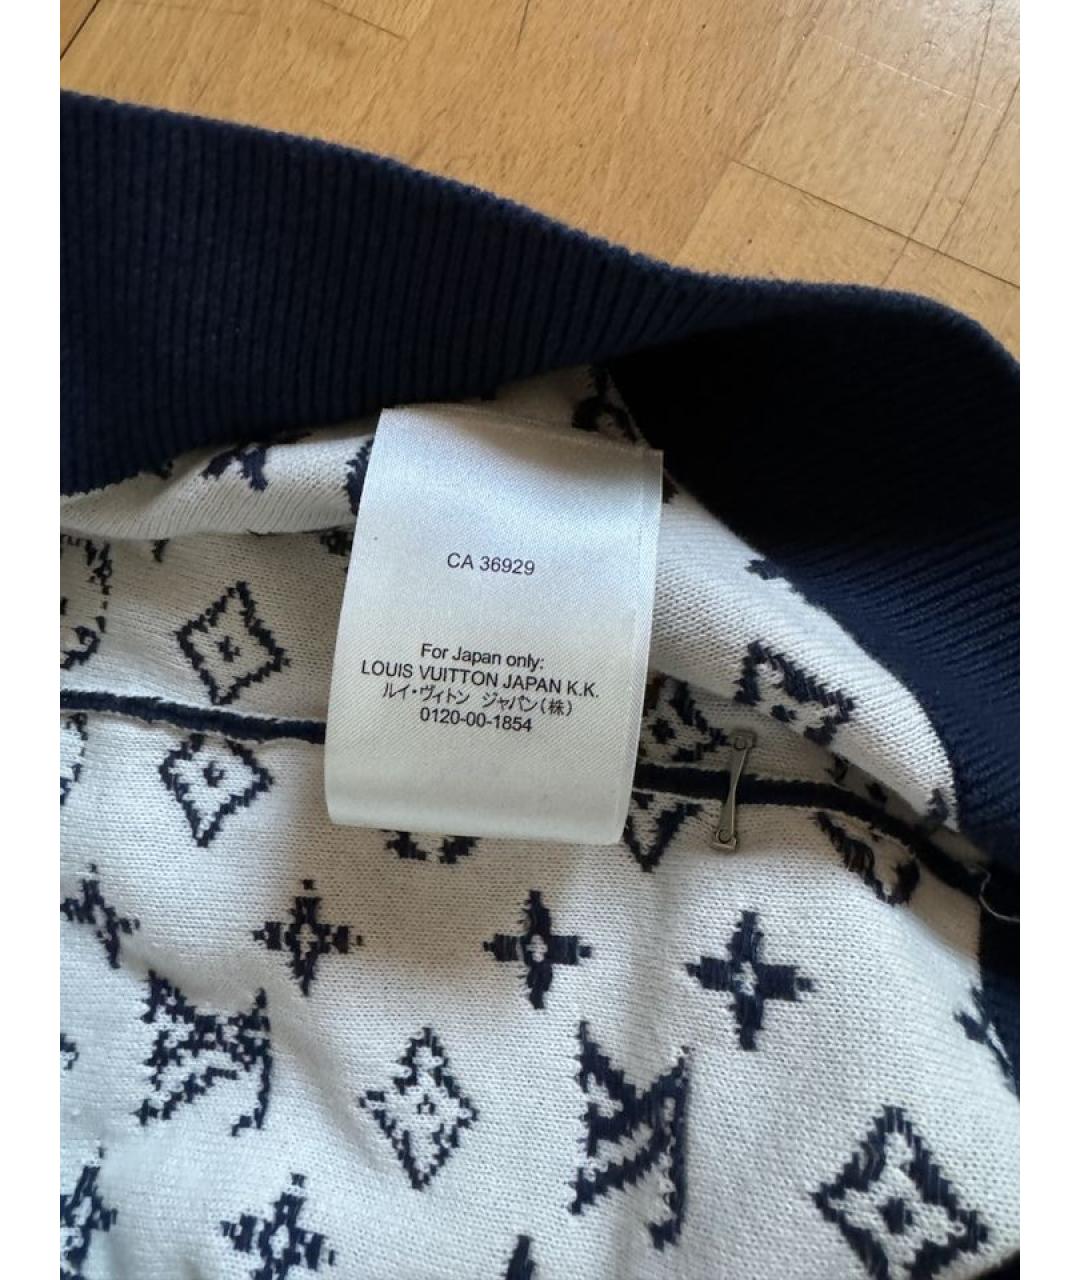 CA 36929
For Japan only:
LOUIS VUITTON JAPAN K.K.
ルイ・ヴィトン ジャパン(株)
0120-00-1854